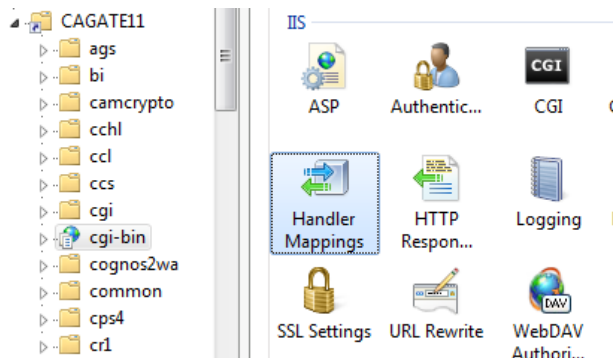 CAGATE11
ags
bi
camcrypto
cchl
ccl
ccs
cgi
cgi-bin
cognos2wa
common
cps4
cr1
IIS
ASP
Authentic...
CGI
CGI
Handler
Mappings
HTTP
Respon...
Logging
SSL Settings
URL Rewrite
DAV
WebDAV
Authori...